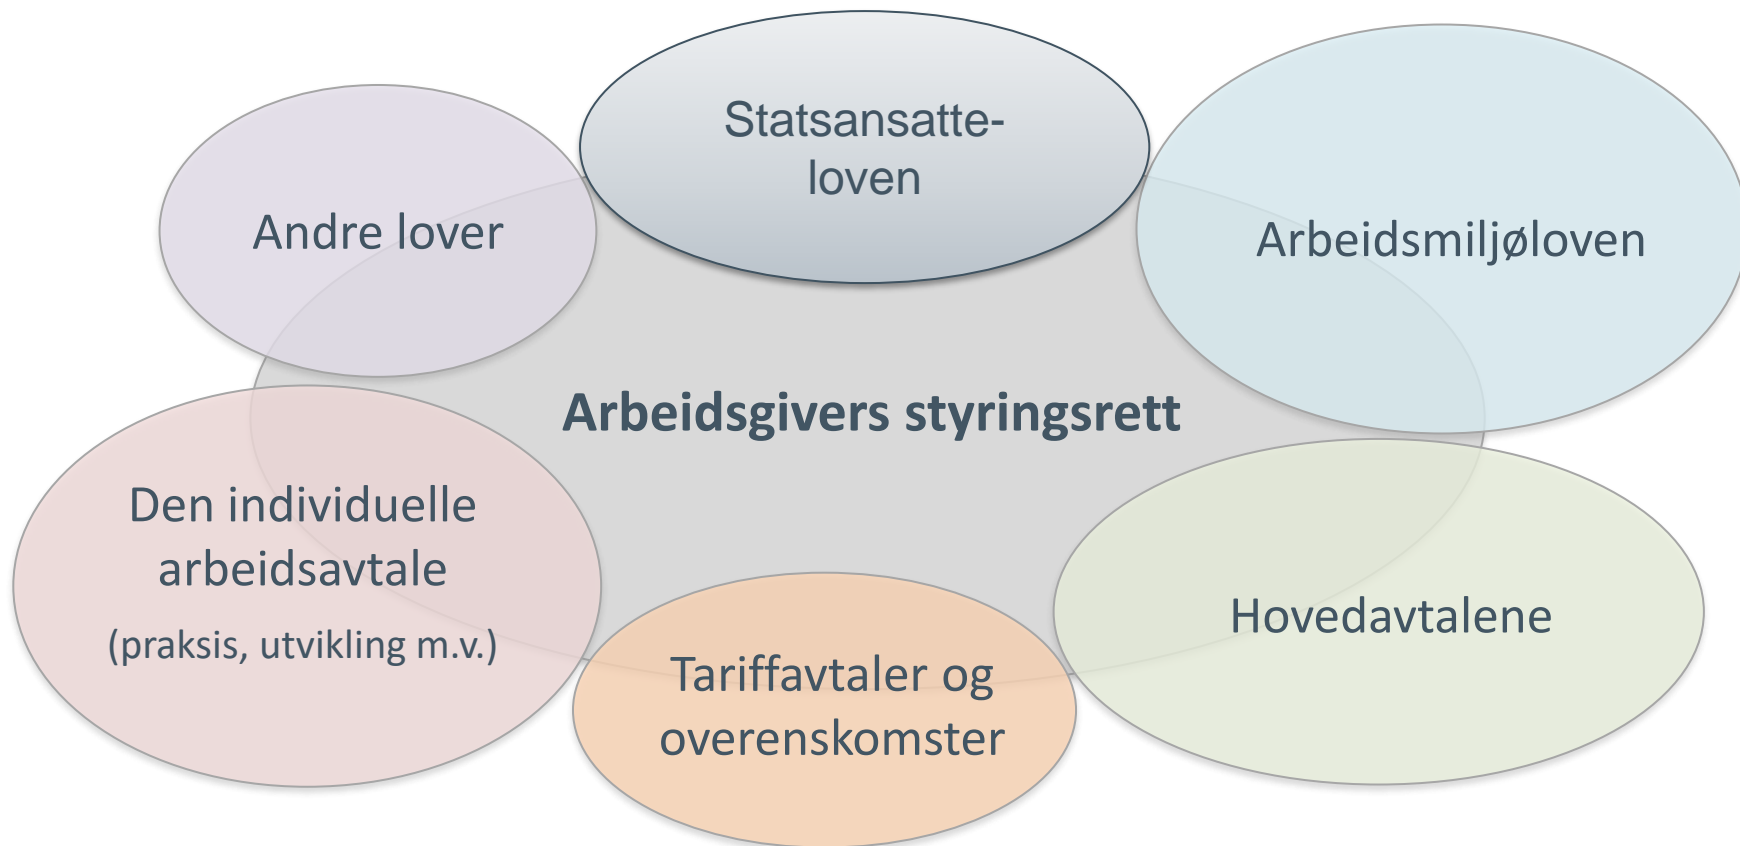 Statsansatte-
loven
Andre lover
Arbeidsmiljøloven
Arbeidsgivers styringsrett
Den individuelle
arbeidsavtale
(praksis, utvikling m.v.)
Hovedavtalene
Tariffavtaler og
overenskomster